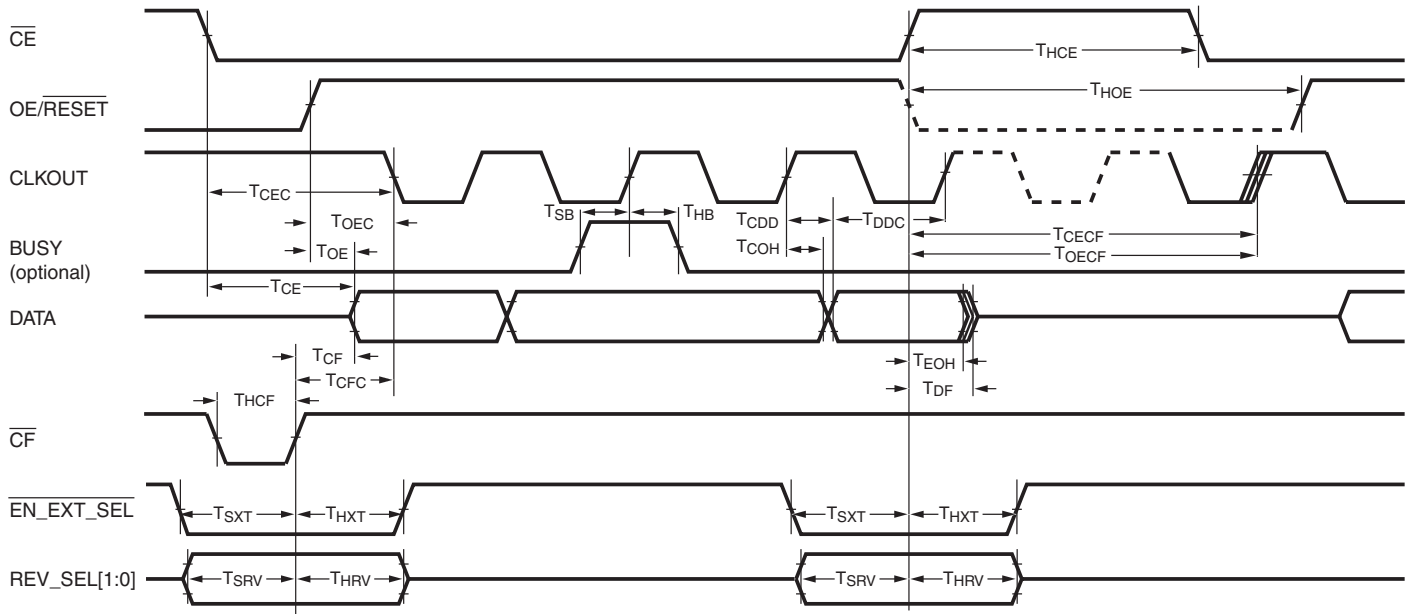 CE
THCE
OE/RESET
THOE
CLKOUT
TCEC
TOEC
TSB
THB
TCDD
TDDC
TCECF
TOE
TCOH
TOECF
BUSY
(optional)
TCE
DATA
TCF
TEOH
TCFC
TDF
THCF
CF
EN_EXT_SEL
TSXT
THXT
TSXT
THXT
REV_SEL[1:0]
TSRV
THRV
TSRV
THRV